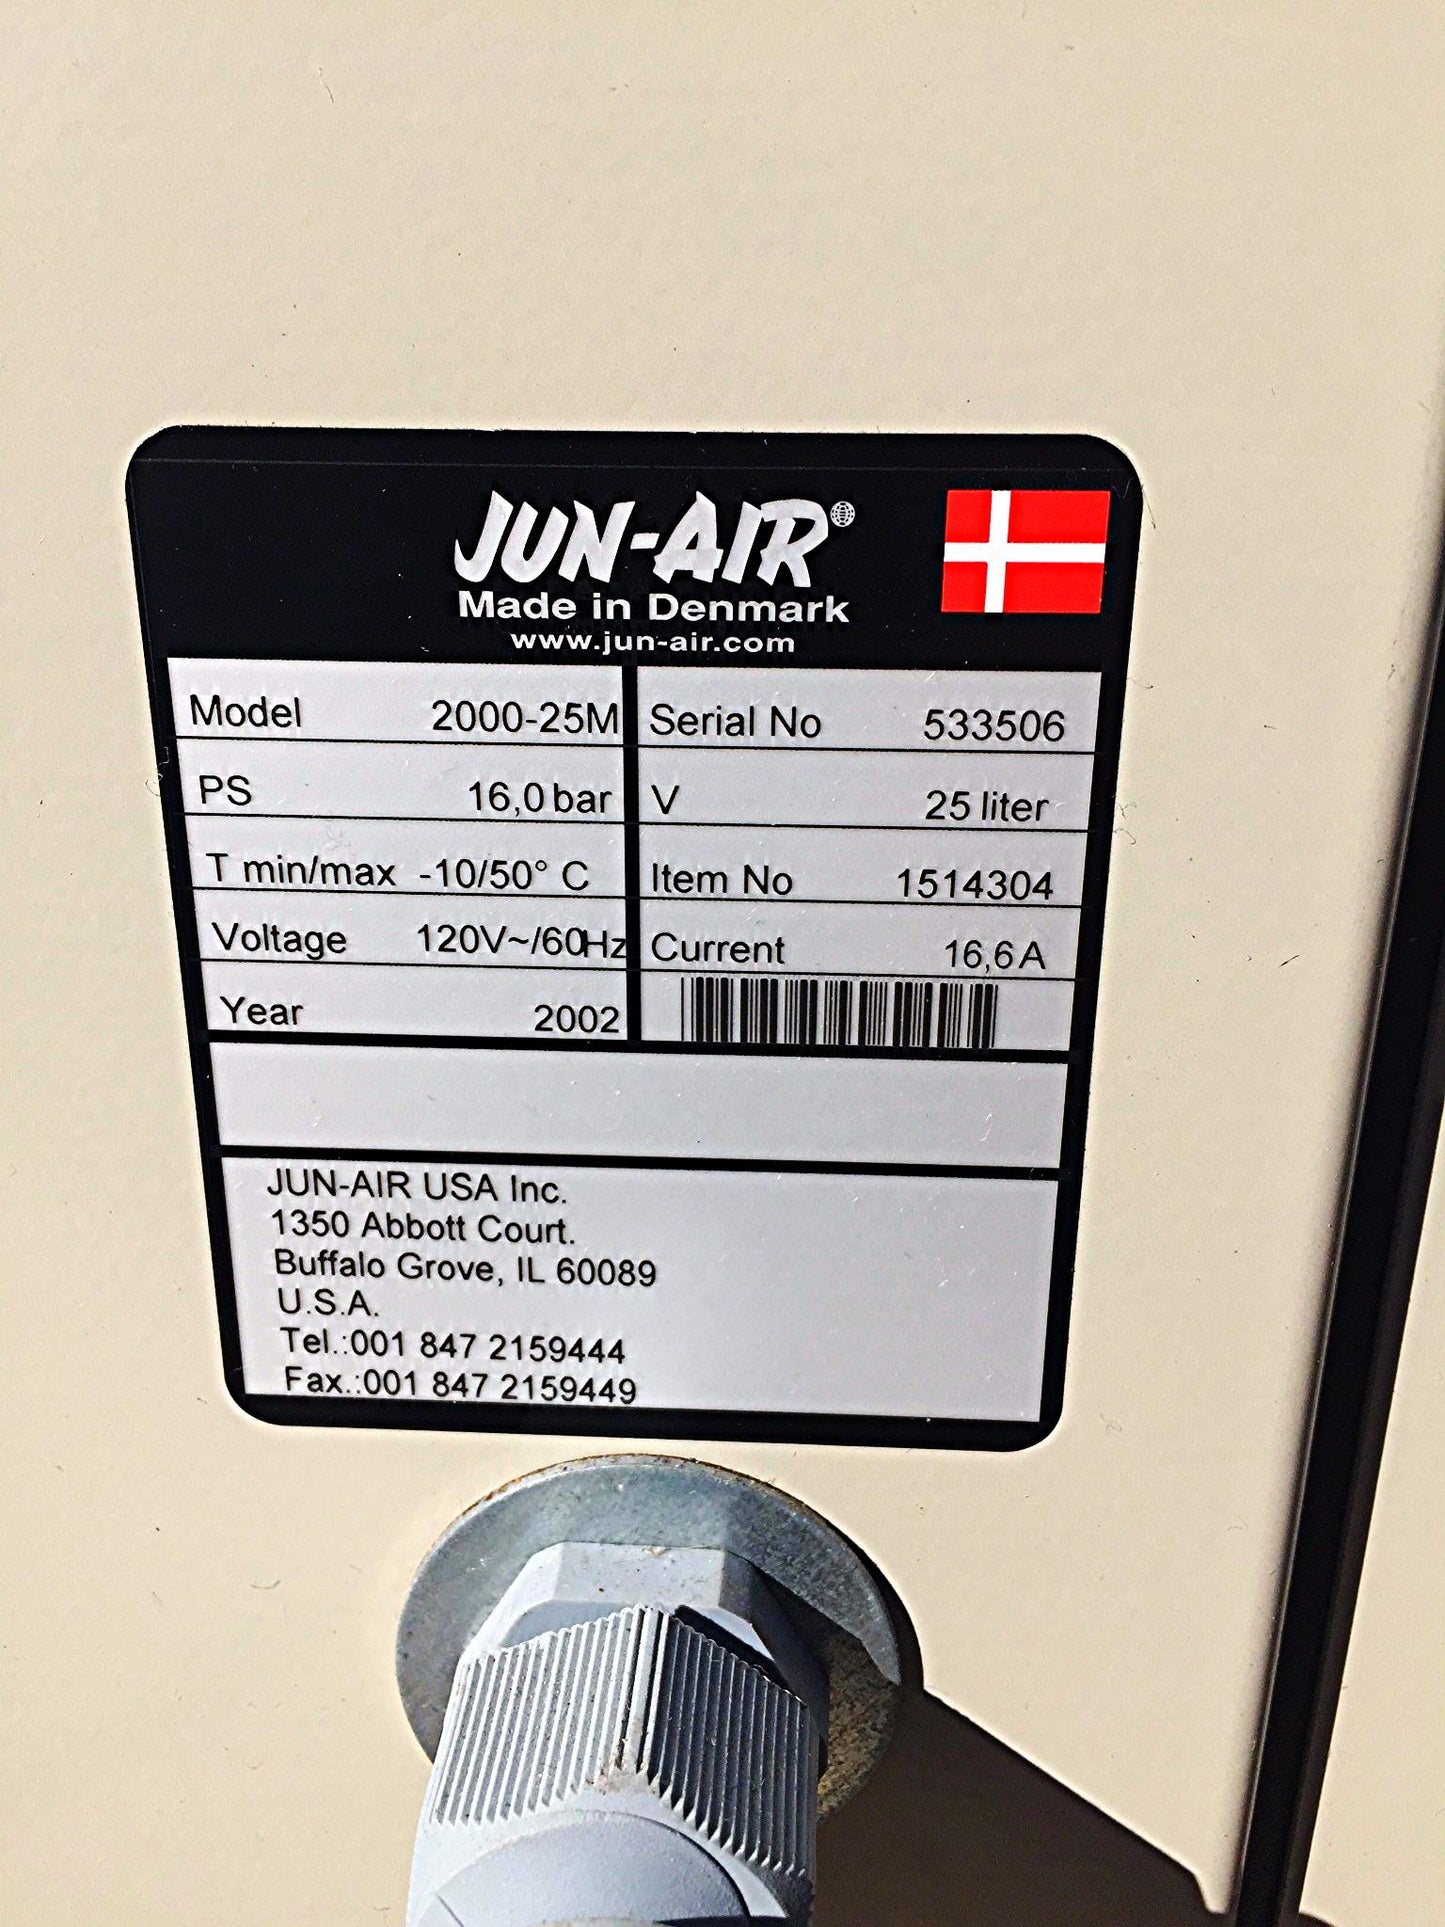 JUN-AIR®
Made in Denmark
www.jun-air.com
Model 2000-25M Serial No 533506
PS 16,0 bar V 25 liter
T min/max -10/50° C Item No 1514304
Voltage 120V~/60Hz Current 16,6 A
Year 2002
JUN-AIR USA Inc.
1350 Abbott Court.
Buffalo Grove, IL 60089
U.S.A.
Tel.:001 847 2159444
Fax.:001 847 2159449